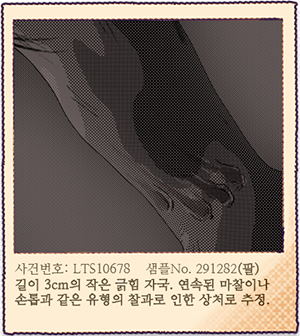 사건번호: LTS10678 샘플No. 291282(팔)
길이 3cm의 작은 긁힘 자국. 연속된 마찰이나
손톱과 같은 유형의 찰과로 인한 상처로 추정.